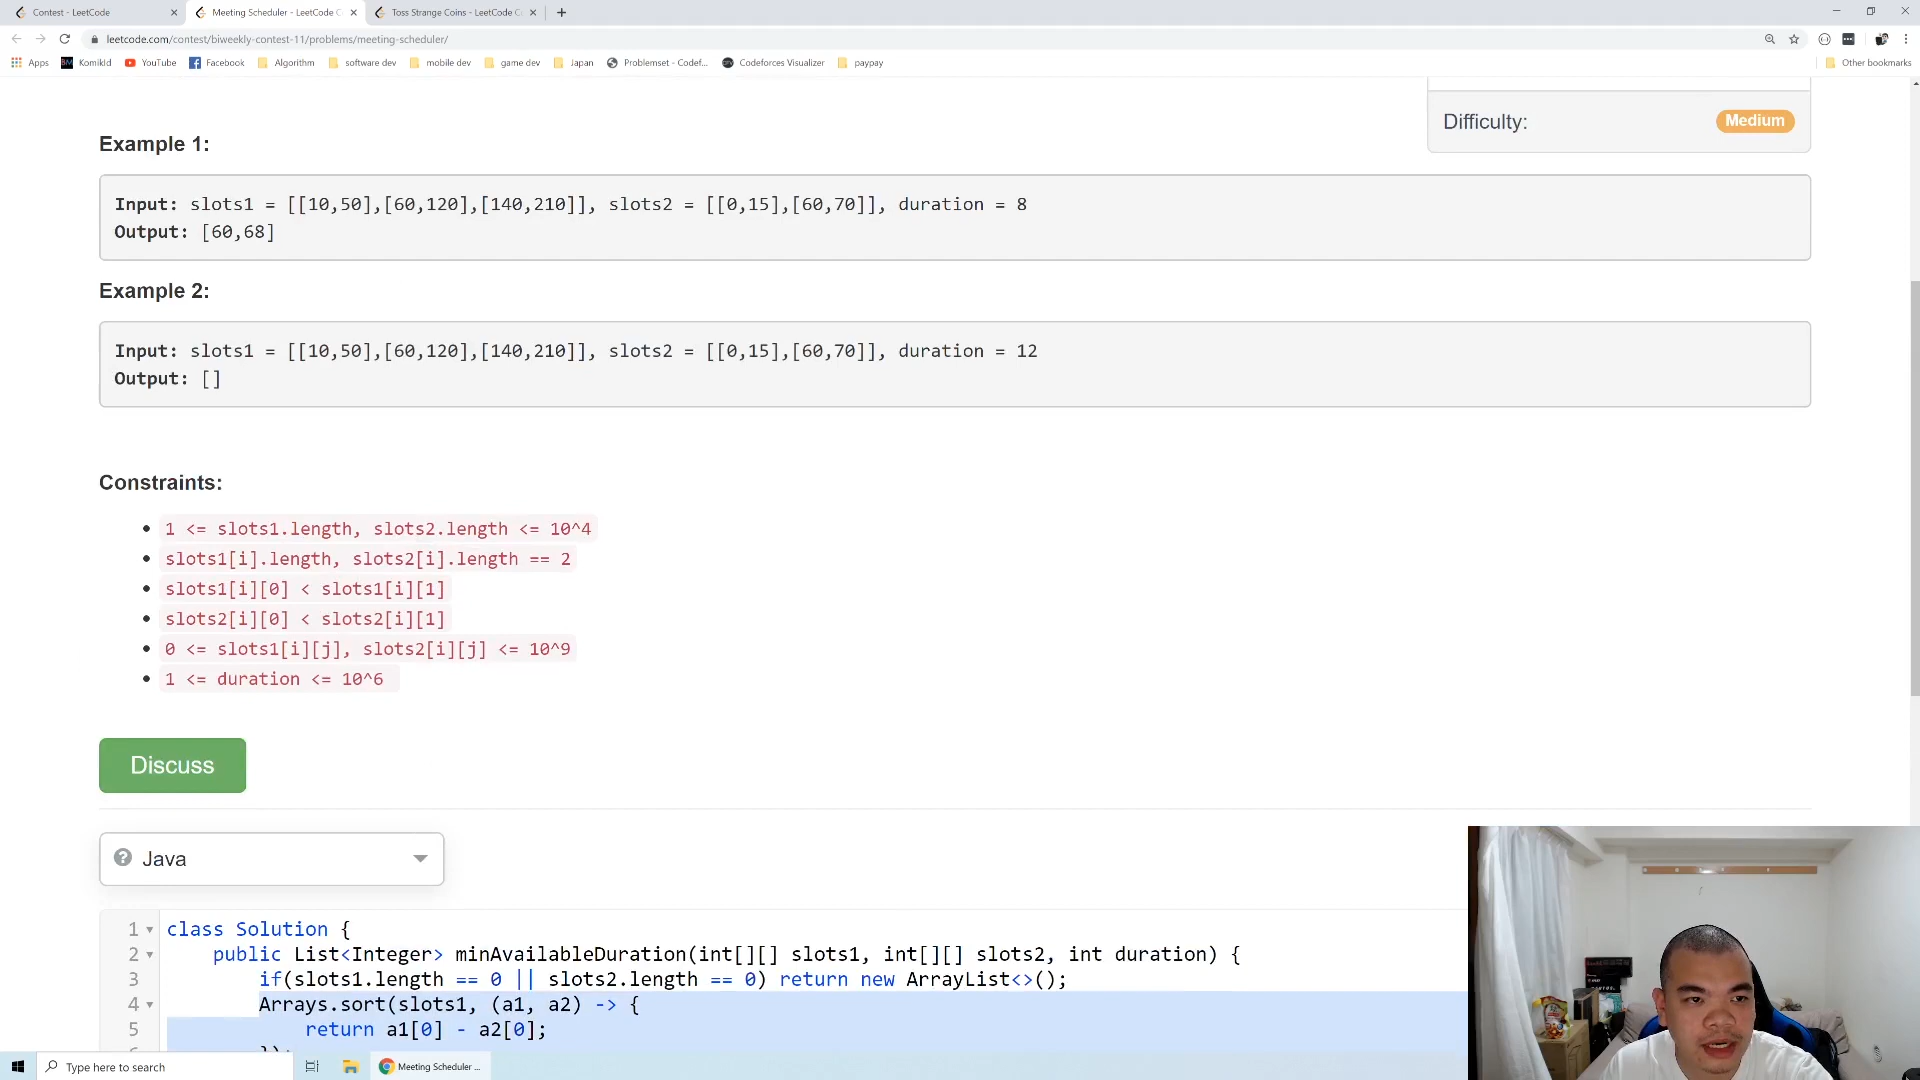 Contest - LeetCode
Meeting Scheduler - LeetCode C
Toss Strange Coins - LeetCode C
leetcode.com/contest/biweekly-contest-11/problems/meeting-scheduler/
Apps
Komikid
YouTube
Facebook
Algorithm
software dev
mobile dev
game dev
Japan
Problemset - Codef...
Codeforces Visualizer
paypay
Other bookmarks
Difficulty:
Medium
Example 1:
Input: slots1 = [[10,50],[60,120],[140,210]], slots2 = [[0,15],[60,70]], duration = 8
Output: [60,68]
Example 2:
Input: slots1 = [[10,50],[60,120],[140,210]], slots2 = [[0,15],[60,70]], duration = 12
Output: []
Constraints:
1 <= slots1.length, slots2.length <= 10^4
slots1[i].length, slots2[i].length == 2
slots1[i][0] < slots1[i][1]
slots2[i][0] < slots2[i][1]
0 <= slots1[i][j], slots2[i][j] <= 10^9
1 <= duration <= 10^6
Discuss
Java
1 class Solution {
2 public List<Integer> minAvailableDuration(int[][] slots1, int[][] slots2, int duration) {
3 if(slots1.length == 0 || slots2.length == 0) return new ArrayList<>();
4 Arrays.sort(slots1, (a1, a2) -> {
5 return a1[0] - a2[0];
Type here to search
Meeting Scheduler ...